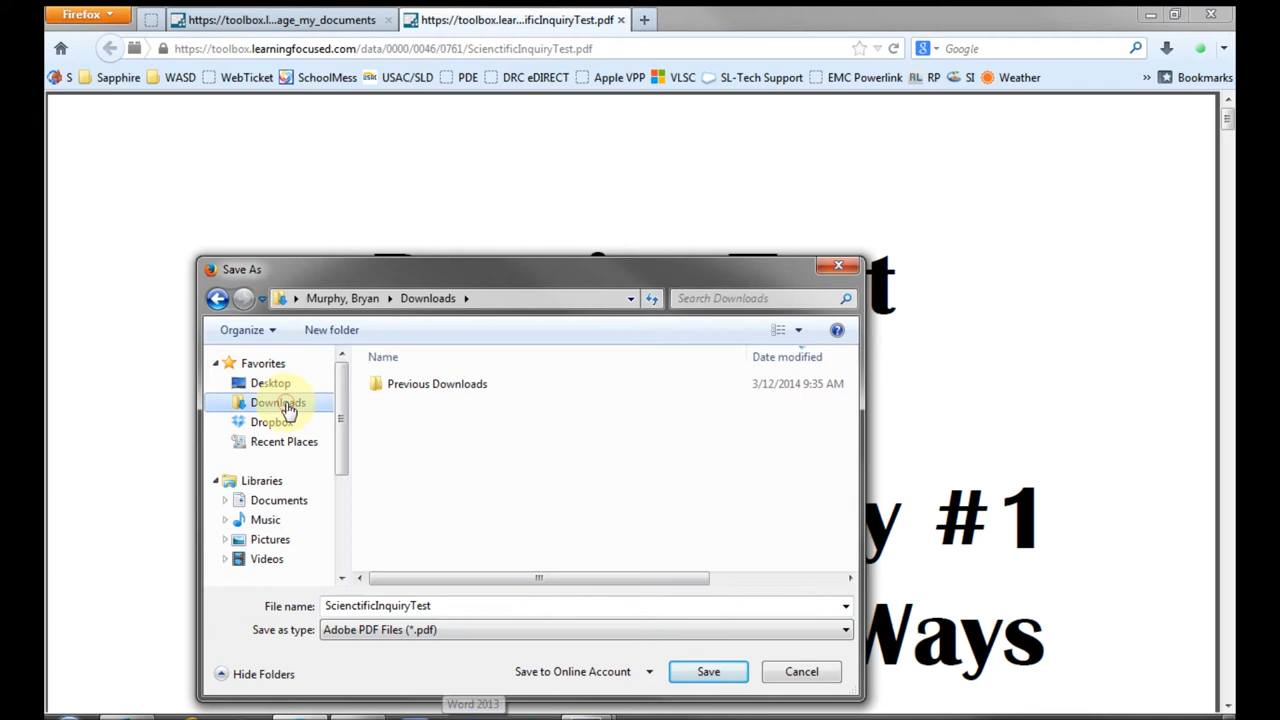 Firefox
https://toolbox.l...age_my_documents
https://toolbox.lear...ificInquiryTest.pdf
https://toolbox.learningfocused.com/data/0000/0046/0761/ScienctificInquiryTest.pdf
Google
S Sapphire WASD WebTicket SchoolMess USAC/SLD PDE DRC eDIRECT Apple VPP VLSC SL-Tech Support EMC Powerlink RL RP SI Weather » Bookmarks
t
Save As
Murphy, Bryan Downloads
Search Downloads
Organize New folder
Favorites
Desktop
Downloads
Dropbox
Recent Places
Libraries
Documents
Music
Pictures
Videos
Name Date modified
Previous Downloads 3/12/2014 9:35 AM
y #1
File name: ScienctificInquiryTest
Save as type: Adobe PDF Files (*.pdf)
Ways
Hide Folders Save to Online Account Save Cancel
Word 2013